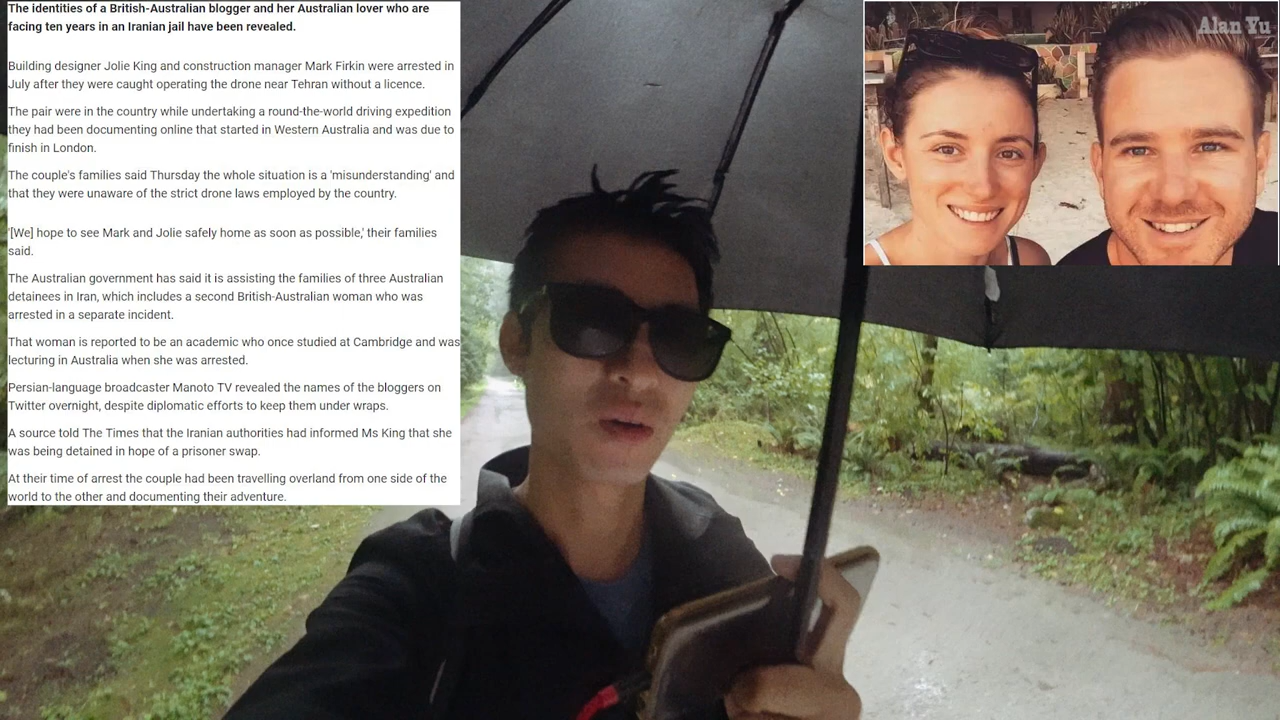 The identities of a British-Australian blogger and her Australian lover who are
facing ten years in an Iranian jail have been revealed.
Building designer Jolie King and construction manager Mark Firkin were arrested in
July after they were caught operating the drone near Tehran without a licence.
The pair were in the country while undertaking a round-the-world driving expedition
they had been documenting online that started in Western Australia and was due to
finish in London.
The couple's families said Thursday the whole situation is a 'misunderstanding' and
that they were unaware of the strict drone laws employed by the country.
'[We] hope to see Mark and Jolie safely home as soon as possible,' their families
said.
The Australian government has said it is assisting the families of three Australian
detainees in Iran, which includes a second British-Australian woman who was
arrested in a separate incident.
That woman is reported to be an academic who once studied at Cambridge and was
lecturing in Australia when she was arrested.
Persian-language broadcaster Manoto TV revealed the names of the bloggers on
Twitter overnight, despite diplomatic efforts to keep them under wraps.
A source told The Times that the Iranian authorities had informed Ms King that she
was being detained in hope of a prisoner swap.
At their time of arrest the couple had been travelling overland from one side of the
world to the other and documenting their adventure.
Alan Yu